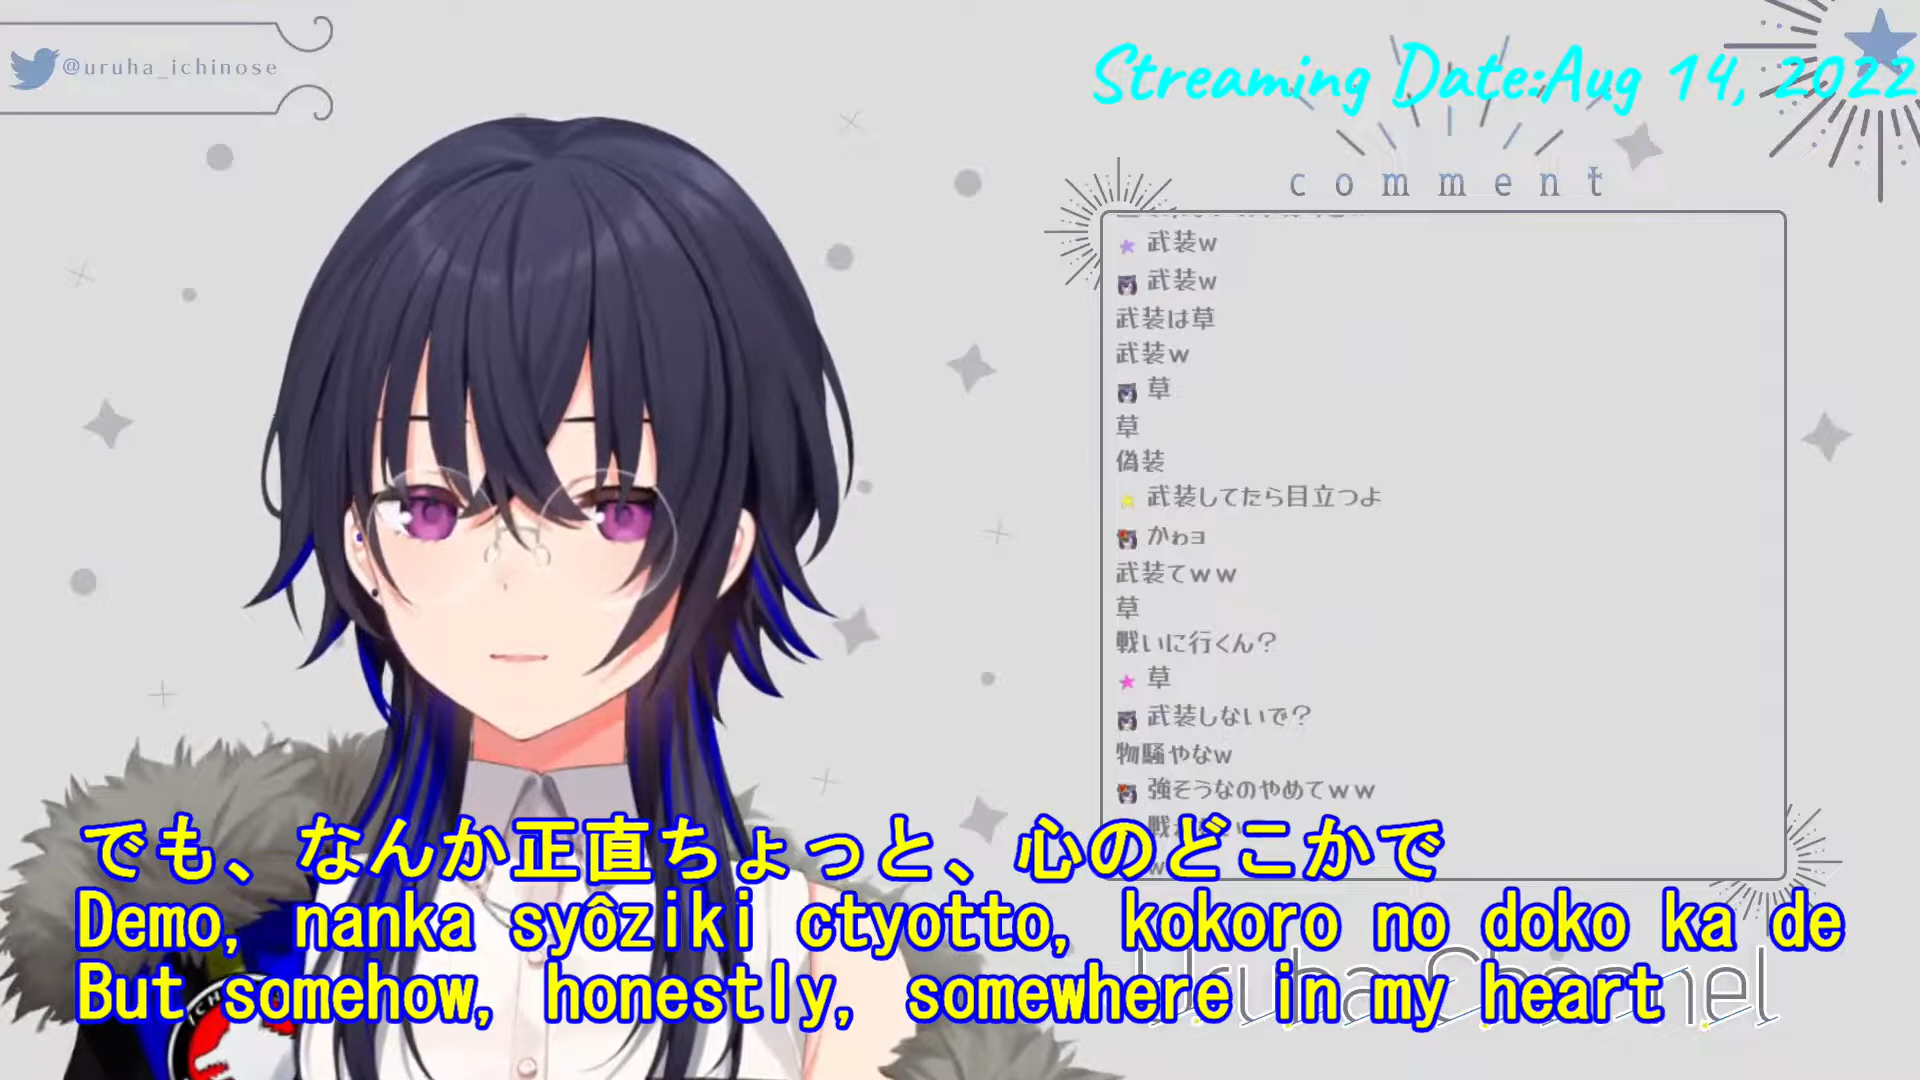 @uruha_ichinose
Streaming Date:Aug 14, 2022
comment
武装w
武装w
武装は草
武装w
草
草
偽装
武装してたら目立つよ
かゎョ
武装てｗｗ
草
戦いに行くん？
草
武装しないで？
物騒やなw
強そうなのやめてｗｗ
でも、なんか正直ちょっと、心のどこかで
Demo, nanka syôziki ctyotto, kokoro no doko ka de
But somehow, honestly, somewhere in my heart
Uruha Channel